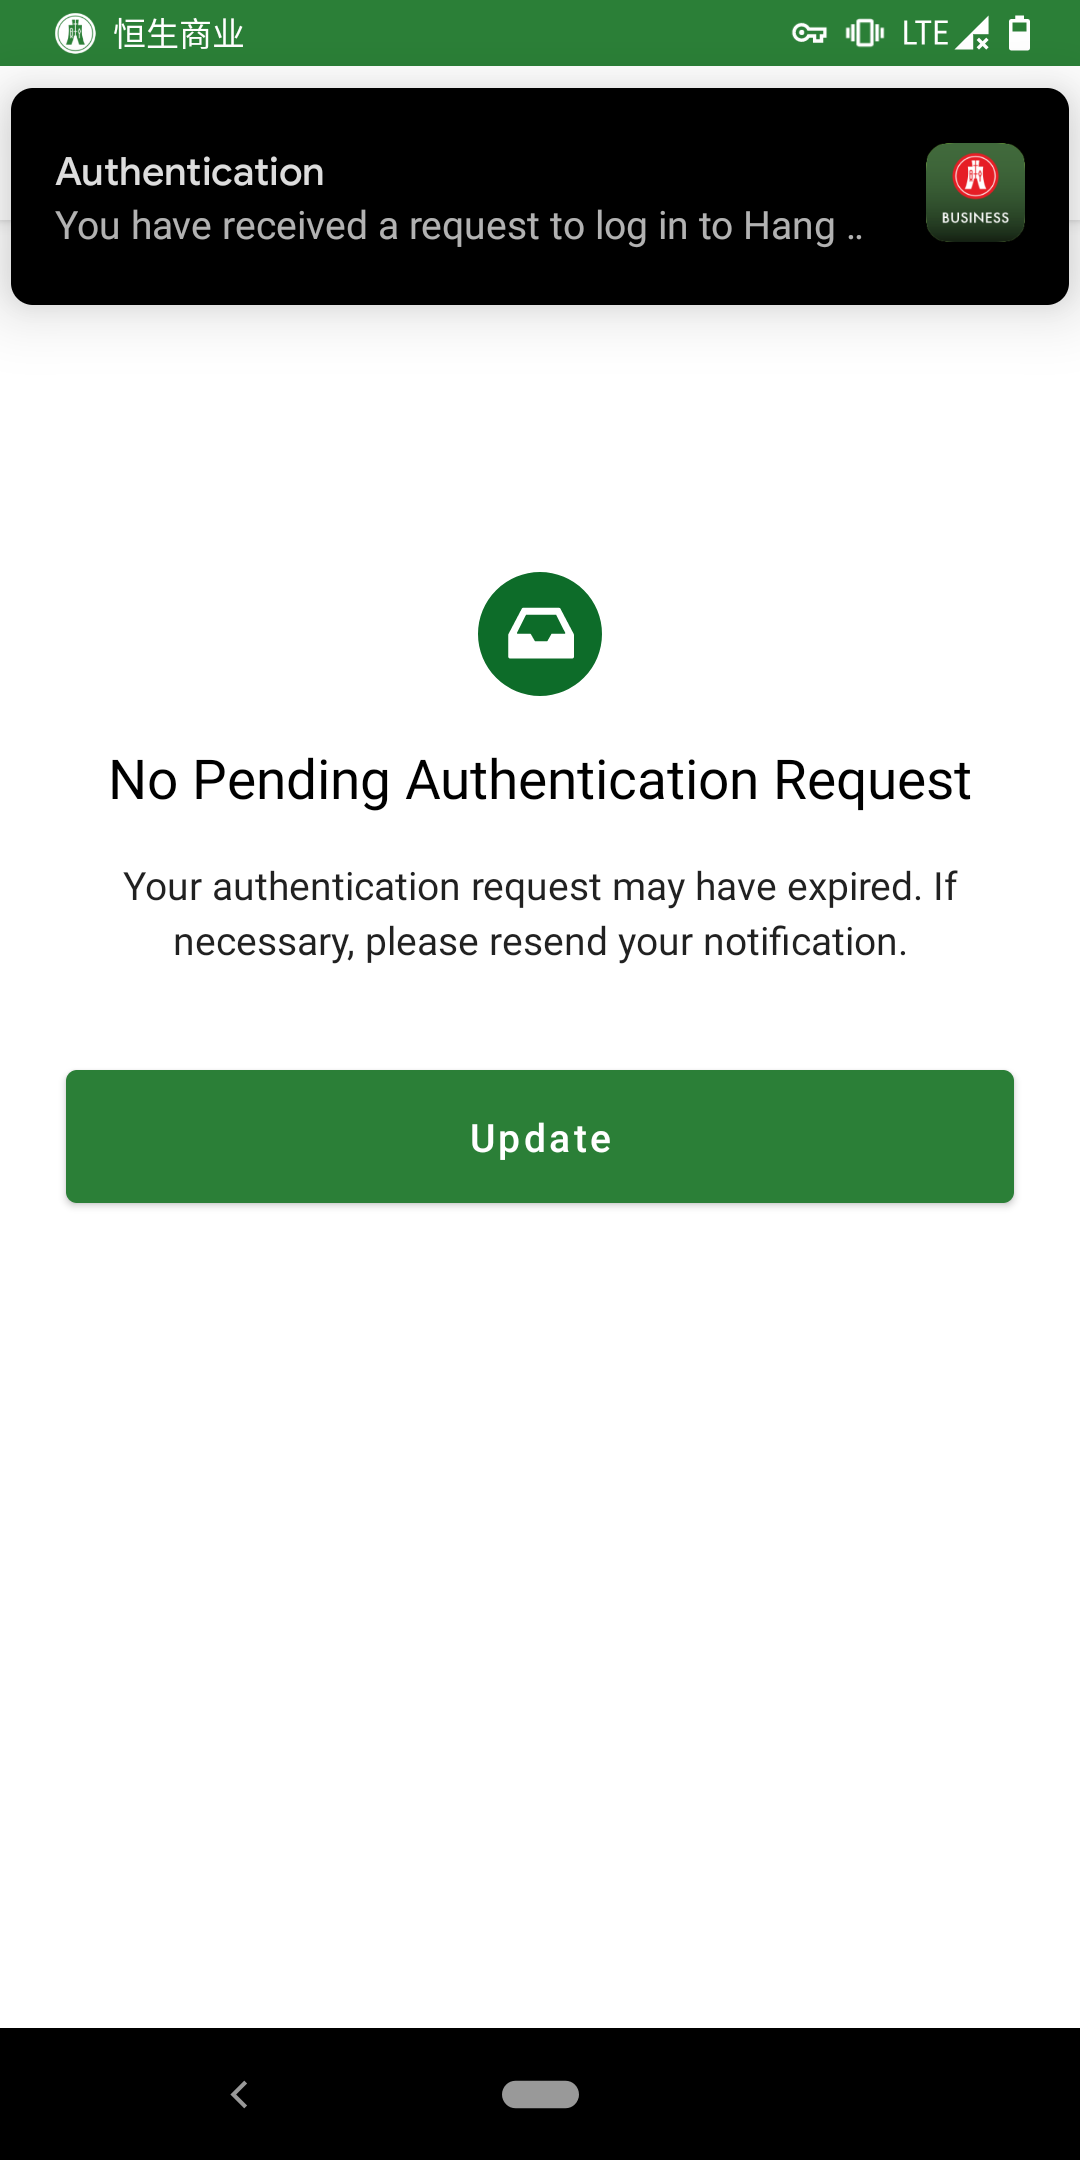 恒生商业
LTE
Authentication
You have received a request to log in to Hang ..
BUSINESS
No Pending Authentication Request
Your authentication request may have expired. If
necessary, please resend your notification.
Update